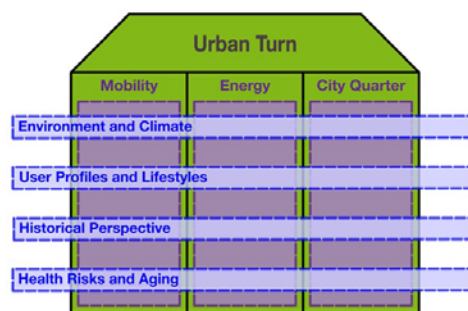 Urban Turn
Mobility Energy City Quarter
Environment and Climate
User Profiles and Lifestyles
Historical Perspective
Health Risks and Aging